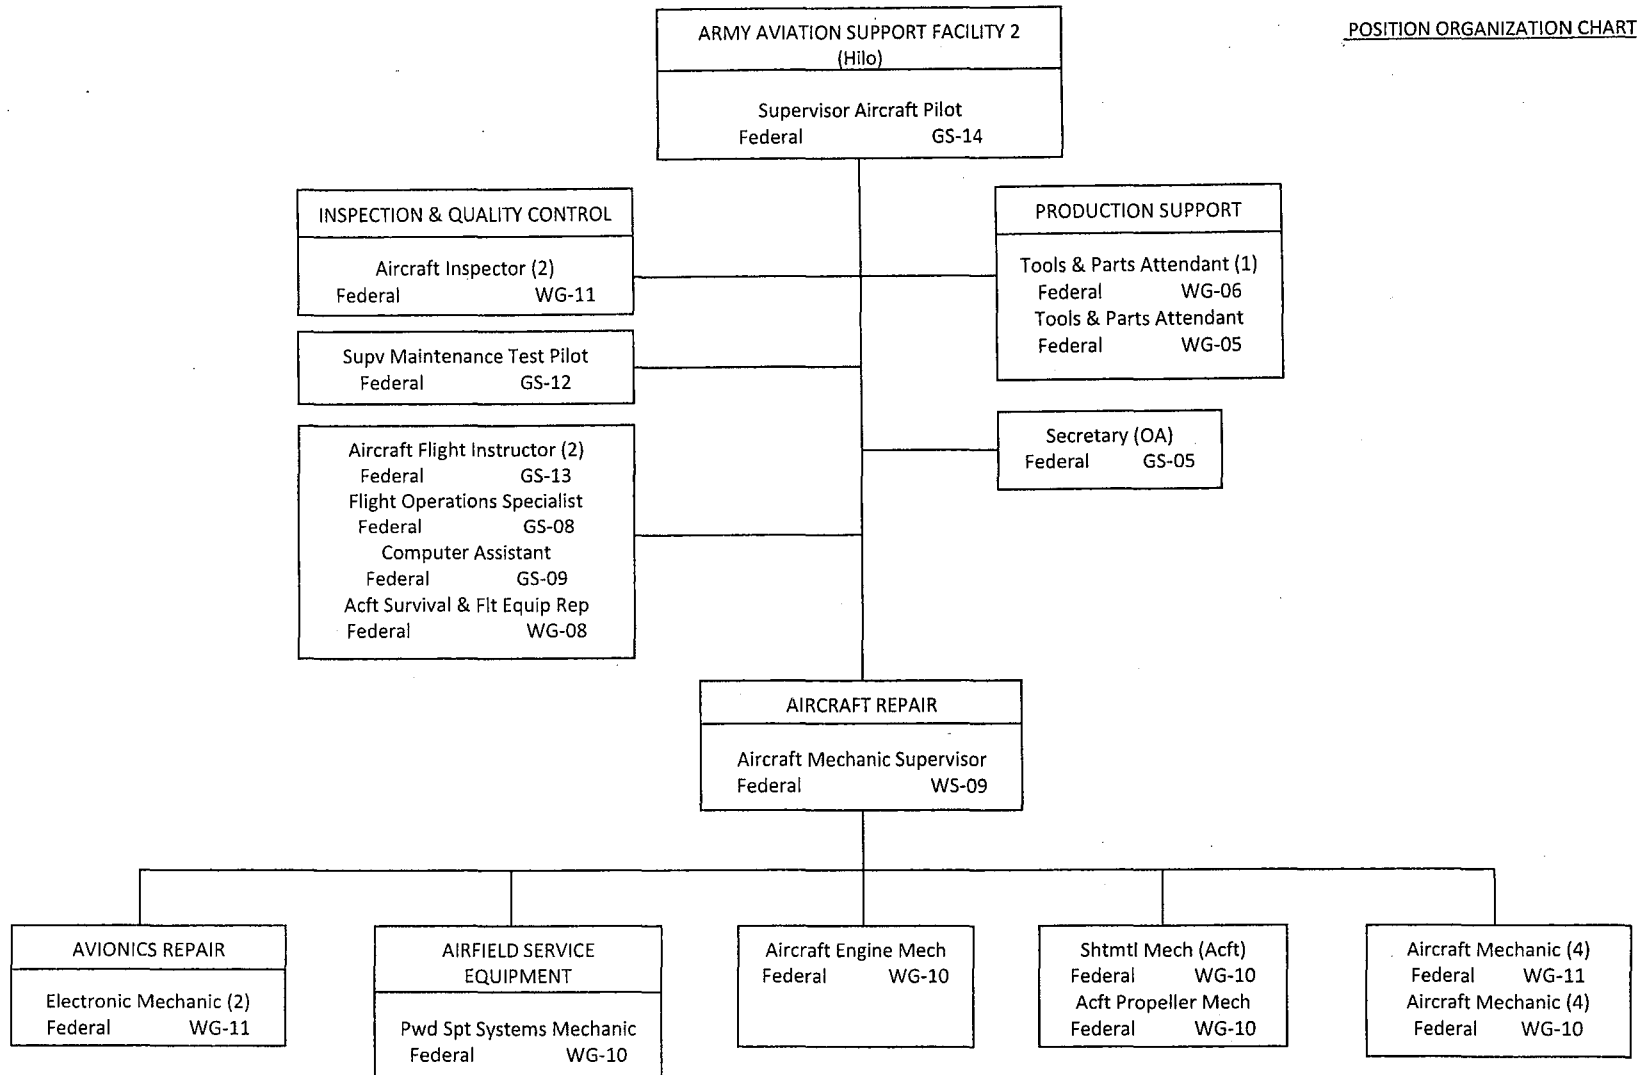 POSITION ORGANIZATION CHART
ARMY AVIATION SUPPORT FACILITY 2
(Hilo)
Supervisor Aircraft Pilot
Federal GS-14
INSPECTION & QUALITY CONTROL
Aircraft Inspector (2)
Federal WG-11
PRODUCTION SUPPORT
Tools & Parts Attendant (1)
Federal WG-06
Tools & Parts Attendant
Federal WG-05
Supv Maintenance Test Pilot
Federal GS-12
Secretary (OA)
Federal GS-05
Aircraft Flight Instructor (2)
Federal GS-13
Flight Operations Specialist
Federal GS-08
Computer Assistant
Federal GS-09
Acft Survival & Flt Equip Rep
Federal WG-08
AIRCRAFT REPAIR
Aircraft Mechanic Supervisor
Federal WS-09
AVIONICS REPAIR
Electronic Mechanic (2)
Federal WG-11
AIRFIELD SERVICE
EQUIPMENT
Pwd Spt Systems Mechanic
Federal WG-10
Aircraft Engine Mech
Federal WG-10
Shtmtl Mech (Acft)
Federal WG-10
Acft Propeller Mech
Federal WG-10
Aircraft Mechanic (4)
Federal WG-11
Aircraft Mechanic (4)
Federal WG-10